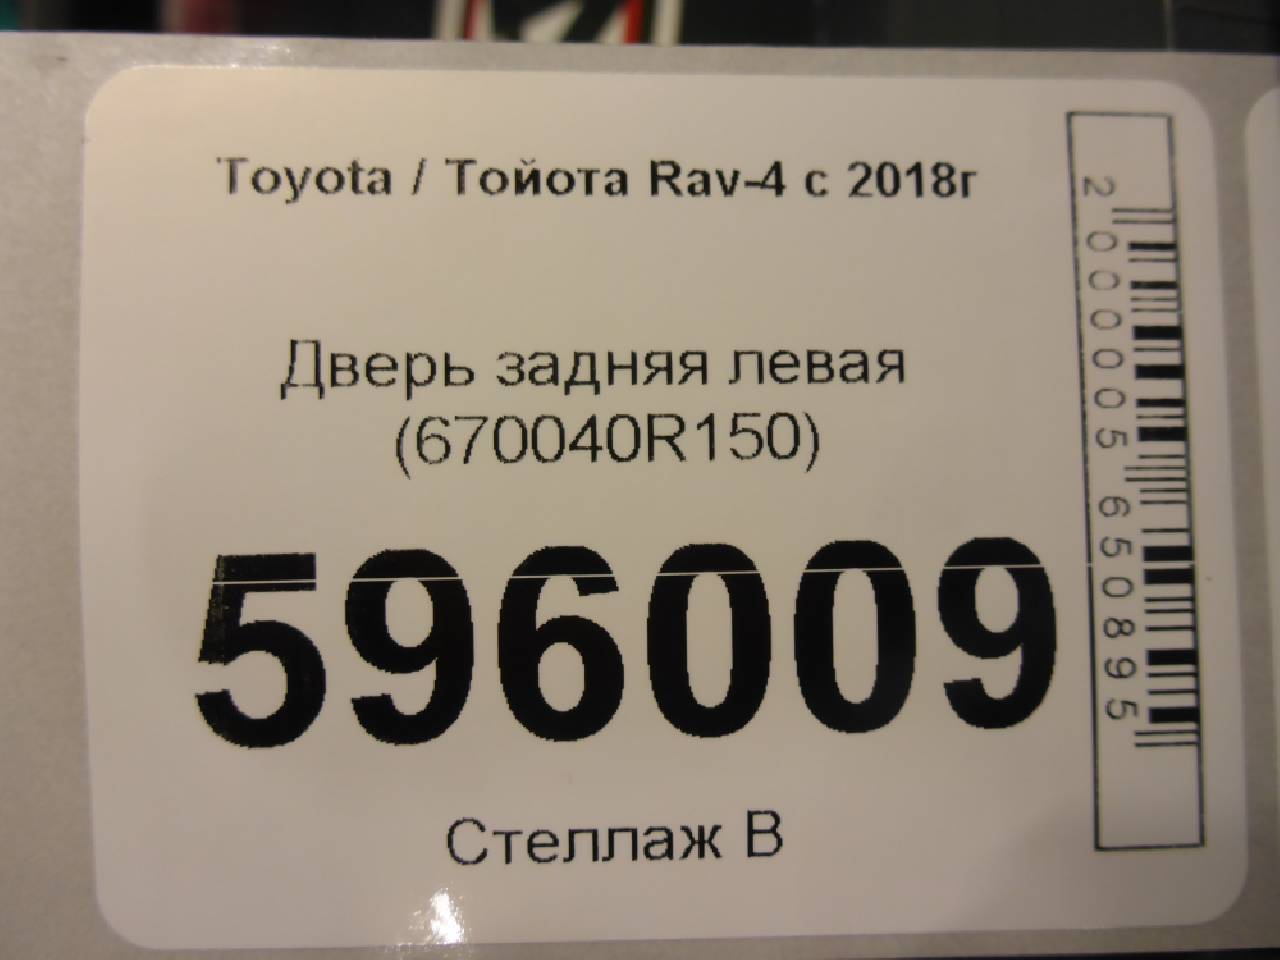 Toyota / Тойота Rav-4 с 2018г
Дверь задняя левая
(670040R150)
596009
Стеллаж В
2000005650895